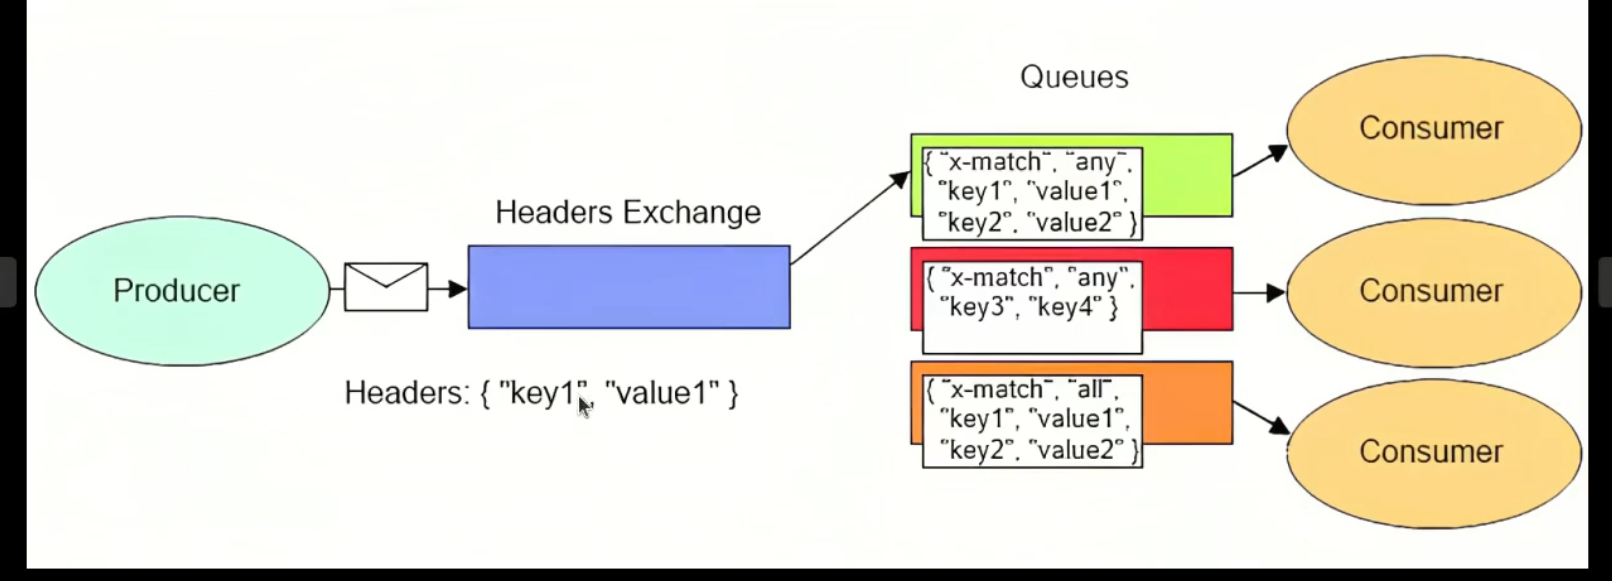 Queues
Consumer
{ "x-match", "any",
"key1", "value1",
"key2", "value2" }
Headers Exchange
Producer
Consumer
{ "x-match", "any",
"key3", "key4" }
Headers: { "key1", "value1" }
{ "x-match", "all",
"key1", "value1",
"key2", "value2" }
Consumer